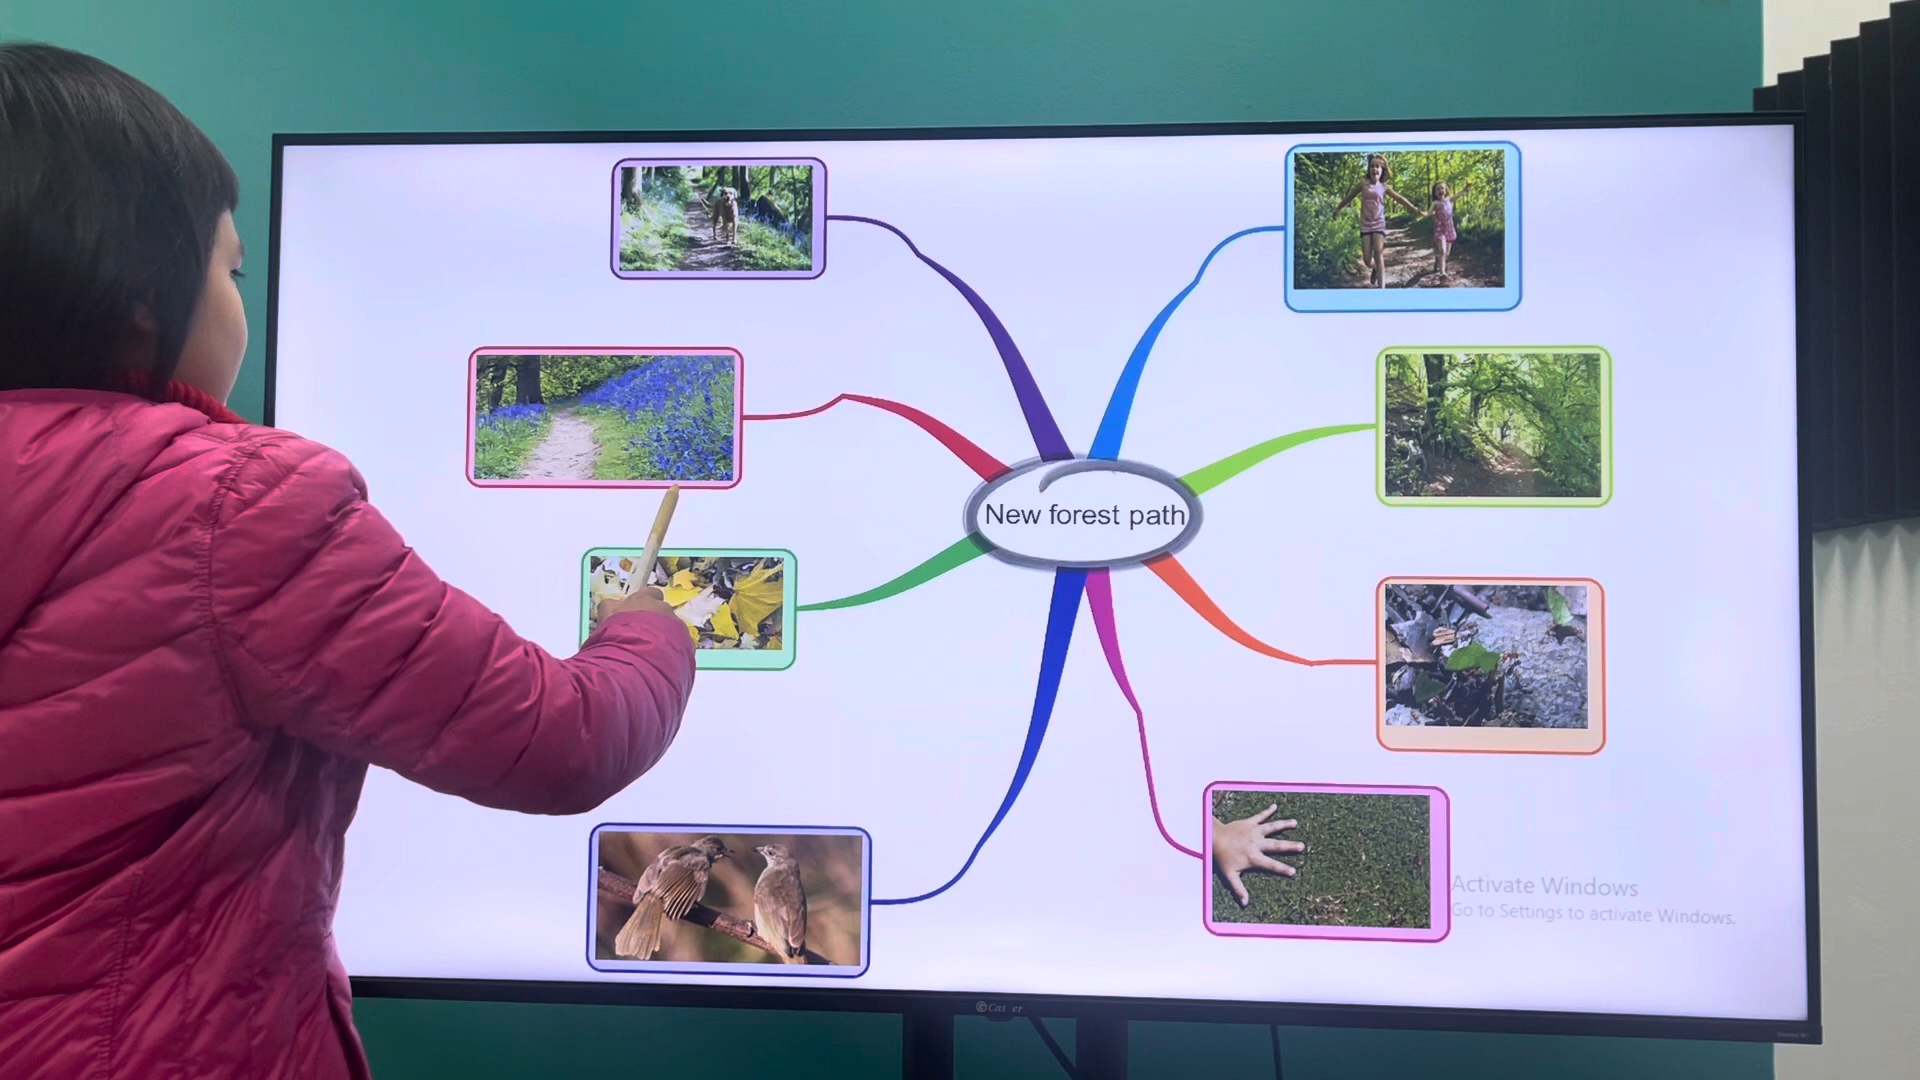 New forest path
Activate Windows
Go to Settings to activate Windows.